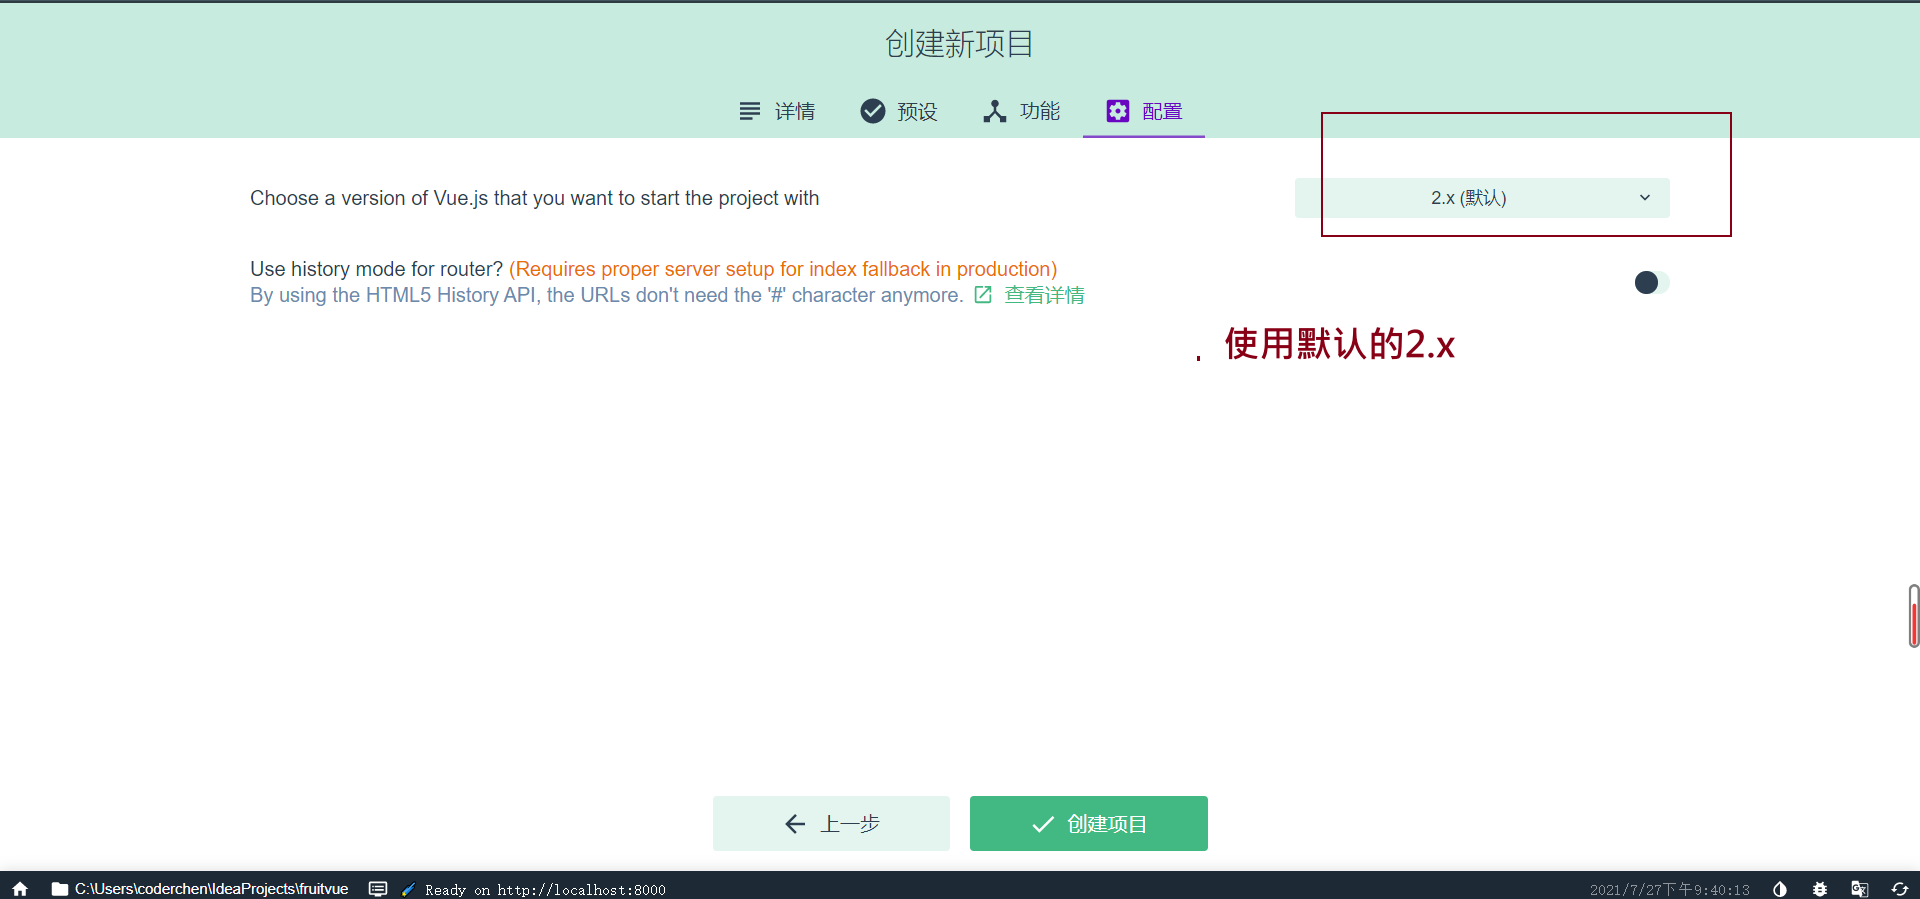 创建新项目
详情 预设 功能 配置
Choose a version of Vue.js that you want to start the project with
2.x (默认)
Use history mode for router? (Requires proper server setup for index fallback in production)
By using the HTML5 History API, the URLs don't need the '#' character anymore. 查看详情
使用默认的2.x
上一步 创建项目
C:\Users\coderchen\IdeaProjects\fruitvue Ready on http://localhost:8000 2021/7/27下午9:40:13